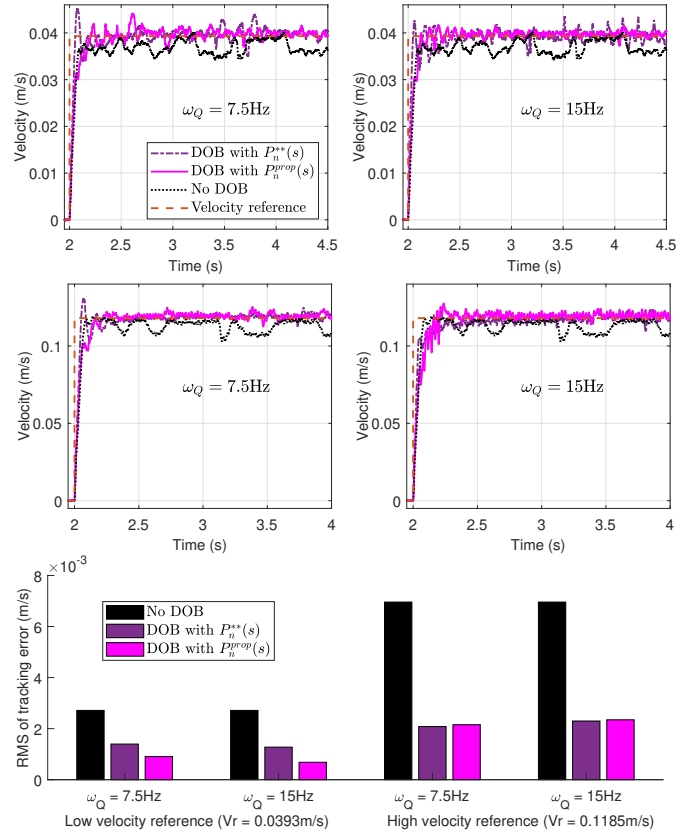 0.04
0.03
0.02
0.01
0
Velocity (m/s)
ω_Q = 7.5Hz
DOB with P_n^{**}(s)
DOB with P_n^{prop}(s)
No DOB
Velocity reference
2 2.5 3 3.5 4 4.5
Time (s)
0.04
0.03
0.02
0.01
0
Velocity (m/s)
ω_Q = 15Hz
2 2.5 3 3.5 4 4.5
Time (s)
0.1
0.05
0
Velocity (m/s)
ω_Q = 7.5Hz
2 2.5 3 3.5 4
Time (s)
0.1
0.05
0
Velocity (m/s)
ω_Q = 15Hz
2 2.5 3 3.5 4
Time (s)
×10^{-3}
8
6
4
2
0
RMS of tracking error (m/s)
No DOB
DOB with P_n^{**}(s)
DOB with P_n^{prop}(s)
ω_Q = 7.5Hz ω_Q = 15Hz ω_Q = 7.5Hz ω_Q = 15Hz
Low velocity reference (Vr = 0.0393m/s) High velocity reference (Vr = 0.1185m/s)